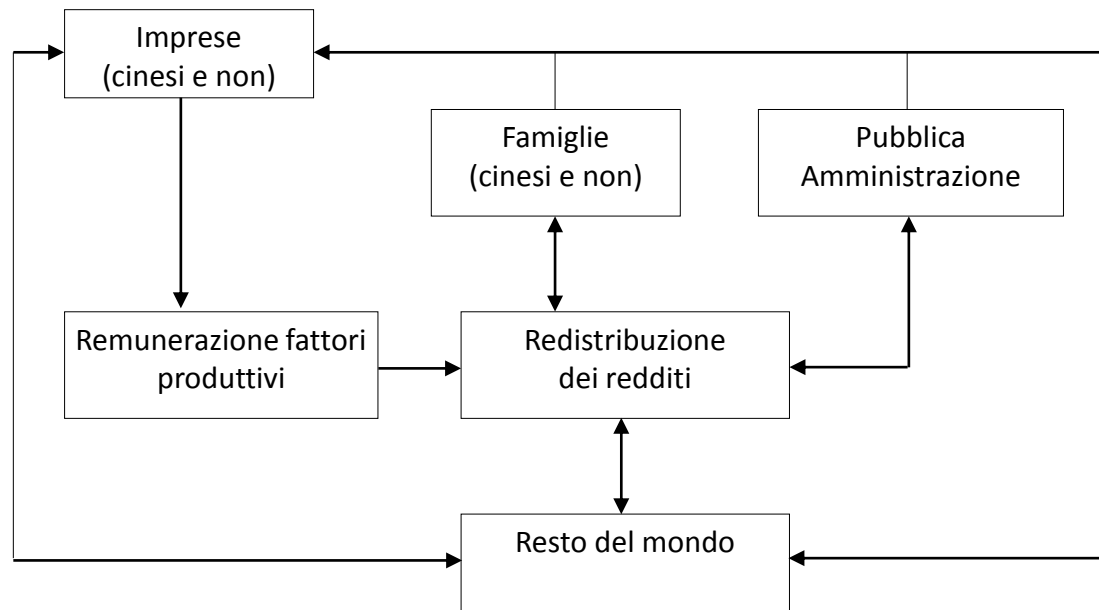 Imprese
(cinesi e non)
Famiglie
(cinesi e non)
Pubblica
Amministrazione
Remunerazione fattori
produttivi
Redistribuzione
dei redditi
Resto del mondo